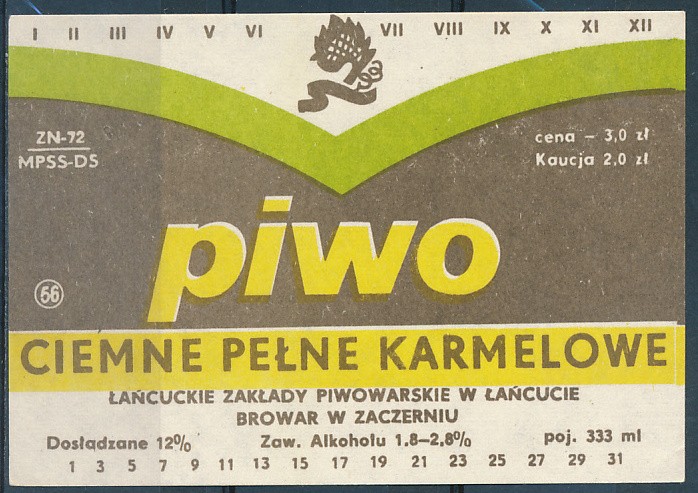 I II III IV V VI VII VIII IX X XI XII
ZN-72
MPSS-DS
cena – 3,0 zł
Kaucja 2,0 zł
piwo
56
CIEMNE PEŁNE KARMELOWE
ŁAŃCUCKIE ZAKŁADY PIWOWARSKIE W ŁAŃCUCIE
BROWAR W ZACZERNIU
Dosładzane 12% Zaw. Alkoholu 1,8-2,8% poj. 333 ml
1 3 5 7 9 11 13 15 17 19 21 23 25 27 29 31